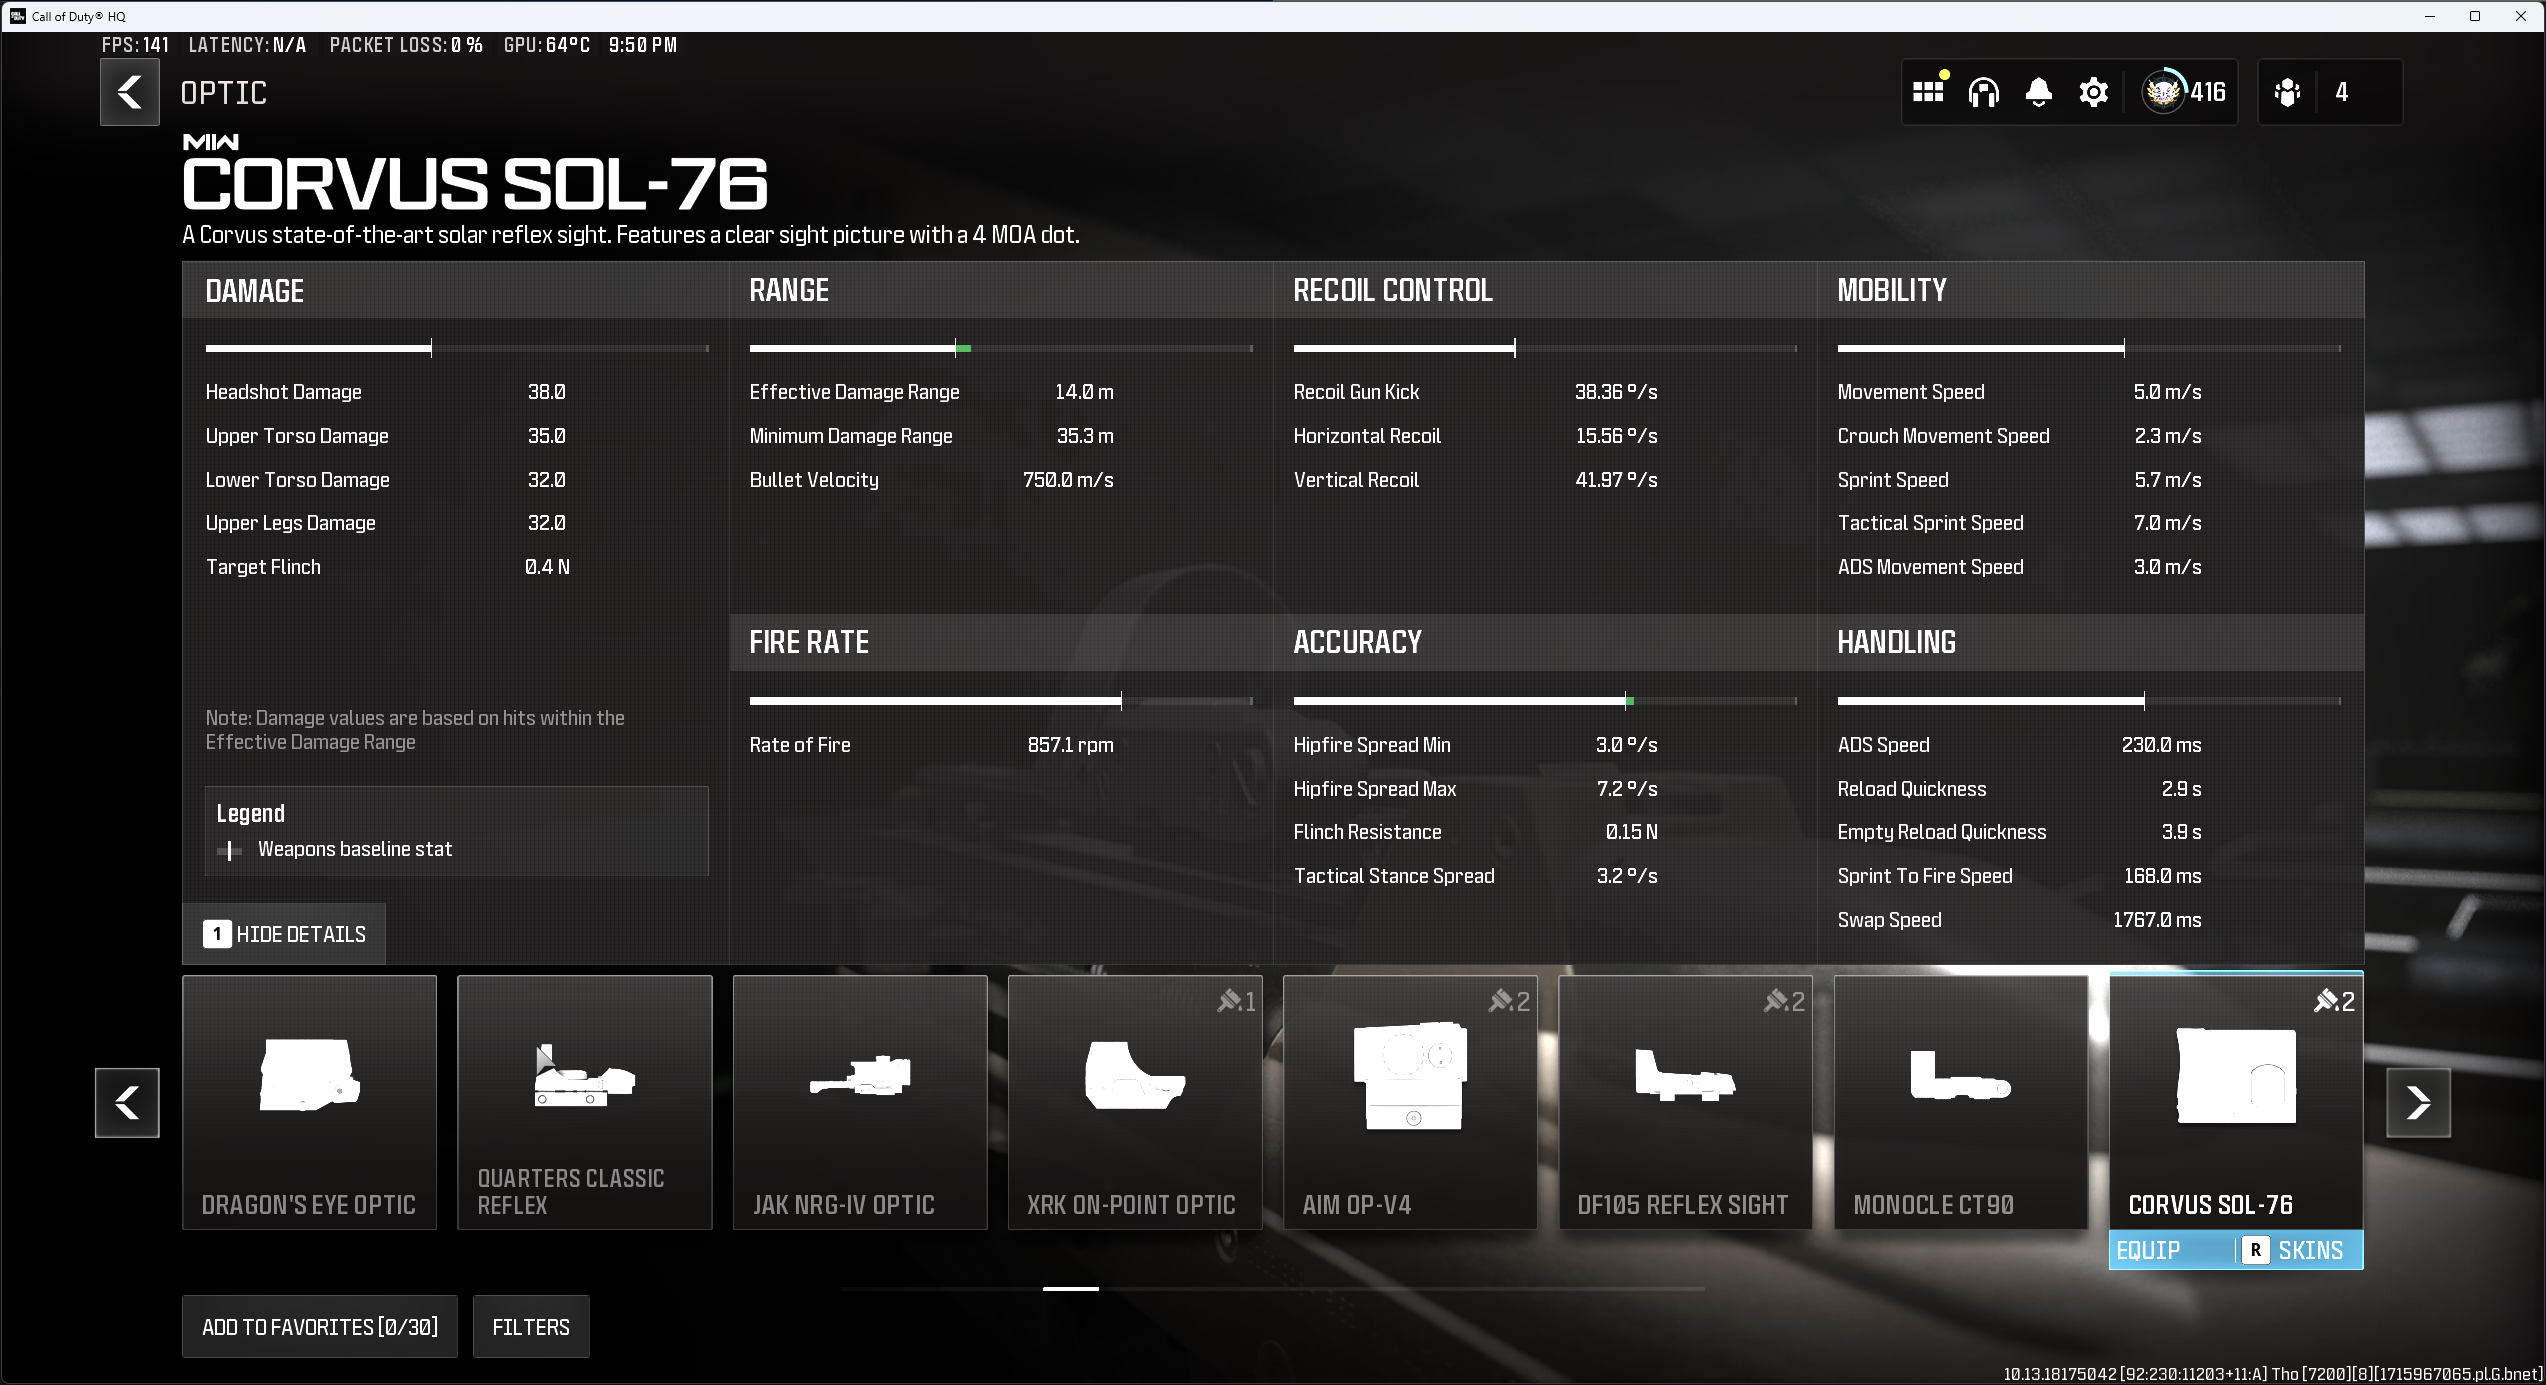 Call of Duty® HQ
FPS: 141 LATENCY: N/A PACKET LOSS: 0 % GPU: 64°C 9:50 PM
OPTIC
416
4
MW
CORVUS SOL-76
A Corvus state-of-the-art solar reflex sight. Features a clear sight picture with a 4 MOA dot.
DAMAGE
Headshot Damage 38.0
Upper Torso Damage 35.0
Lower Torso Damage 32.0
Upper Legs Damage 32.0
Target Flinch 0.4 N
Note: Damage values are based on hits within the
Effective Damage Range
Legend
Weapons baseline stat
1 HIDE DETAILS
RANGE
Effective Damage Range 14.0 m
Minimum Damage Range 35.3 m
Bullet Velocity 750.0 m/s
FIRE RATE
Rate of Fire 857.1 rpm
RECOIL CONTROL
Recoil Gun Kick 38.36 º/s
Horizontal Recoil 15.56 º/s
Vertical Recoil 41.97 º/s
ACCURACY
Hipfire Spread Min 3.0 º/s
Hipfire Spread Max 7.2 º/s
Flinch Resistance 0.15 N
Tactical Stance Spread 3.2 º/s
MOBILITY
Movement Speed 5.0 m/s
Crouch Movement Speed 2.3 m/s
Sprint Speed 5.7 m/s
Tactical Sprint Speed 7.0 m/s
ADS Movement Speed 3.0 m/s
HANDLING
ADS Speed 230.0 ms
Reload Quickness 2.9 s
Empty Reload Quickness 3.9 s
Sprint To Fire Speed 168.0 ms
Swap Speed 1767.0 ms
DRAGON'S EYE OPTIC
QUARTERS CLASSIC
REFLEX
JAK NRG-IV OPTIC
1
XRK ON-POINT OPTIC
2
AIM OP-V4
2
DF105 REFLEX SIGHT
MONOCLE CT90
2
CORVUS SOL-76
EQUIP R SKINS
ADD TO FAVORITES [0/30]
FILTERS
10.13.18175042 [92:230:11203+11:A] Tho [7200][8][1715967065.pl.G.bnet]